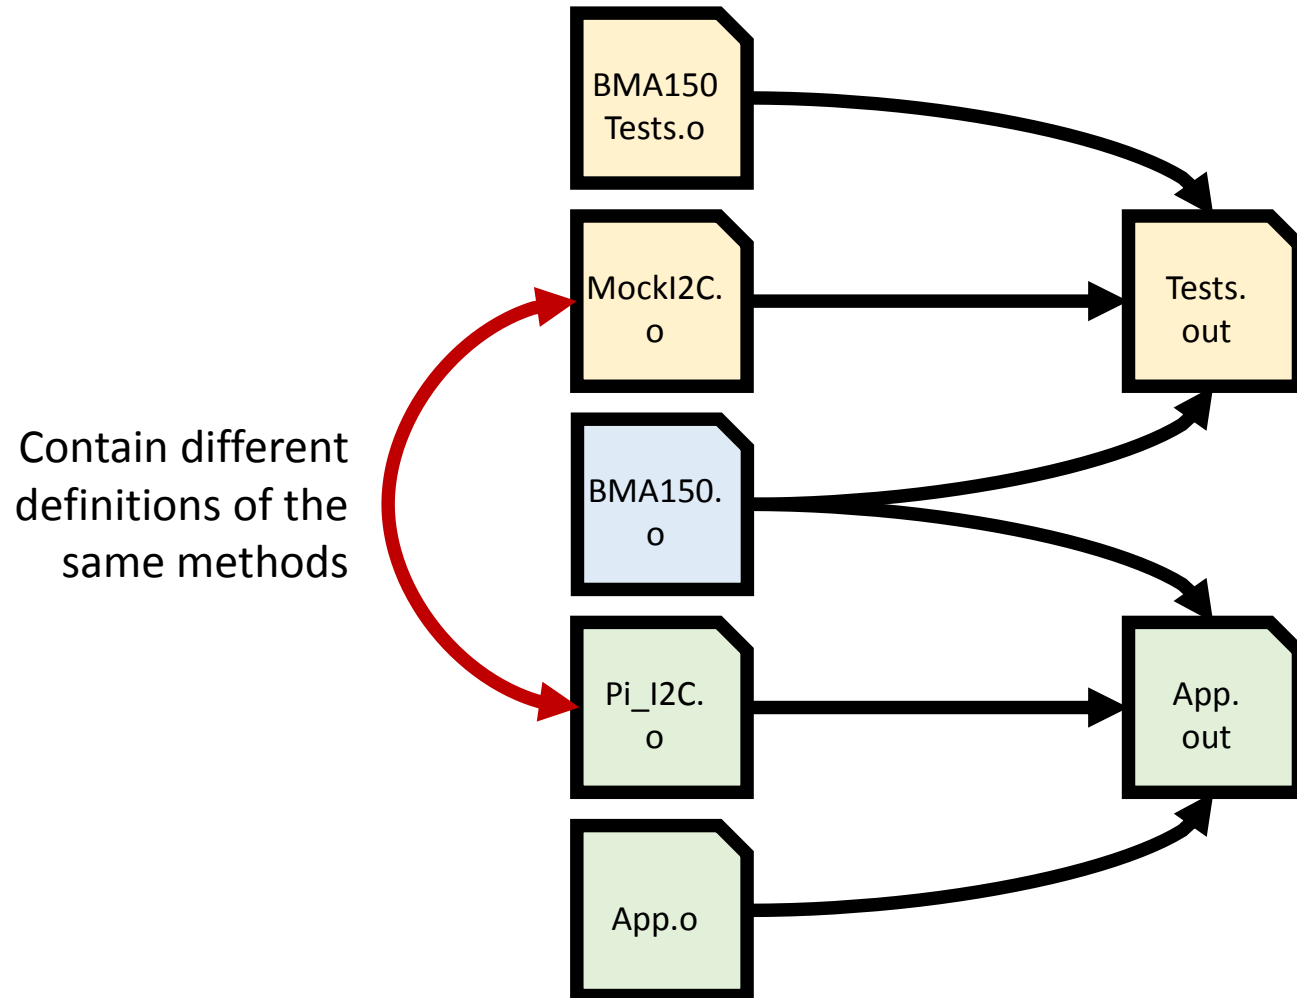 BMA150
Tests.o
MockI2C.
o
Tests.
out
Contain different
definitions of the
same methods
BMA150.
o
Pi_I2C.
o
App.
out
App.o